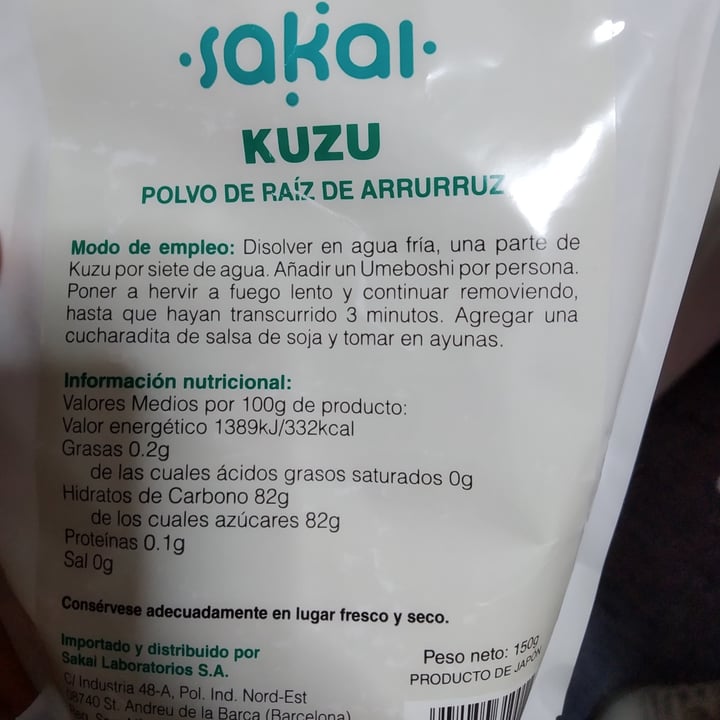 sakai
KUZU
POLVO DE RAÍZ DE ARRURRUZ
Modo de empleo: Disolver en agua fría, una parte de
Kuzu por siete de agua. Añadir un Umeboshi por persona.
Poner a hervir a fuego lento y continuar removiendo,
hasta que hayan transcurrido 3 minutos. Agregar una
cucharadita de salsa de soja y tomar en ayunas.
Información nutricional:
Valores Medios por 100g de producto:
Valor energético 1389kJ/332kcal
Grasas 0.2g
de las cuales ácidos grasos saturados 0g
Hidratos de Carbono 82g
de los cuales azúcares 82g
Proteínas 0.1g
Sal 0g
Consérvese adecuadamente en lugar fresco y seco.
Importado y distribuido por
Sakai Laboratorios S.A.
C/ Industria 48-A, Pol. Ind. Nord-Est
08740 St. Andreu de la Barca (Barcelona)
Peso neto: 150g
PRODUCTO DE JAPÓN